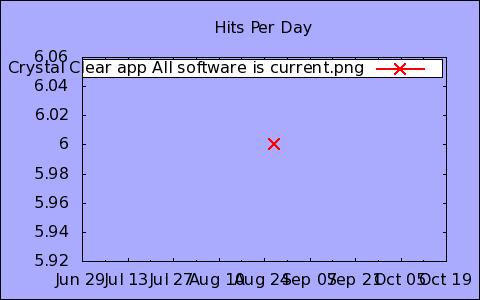 Hits Per Day
6.06
Crystal Clear app All software is current.png
6.04
6.02
6
5.98
5.96
5.94
5.92
Jun 29 Jul 13 Jul 27 Aug 10 Aug 24 Sep 07 Sep 21 Oct 05 Oct 19